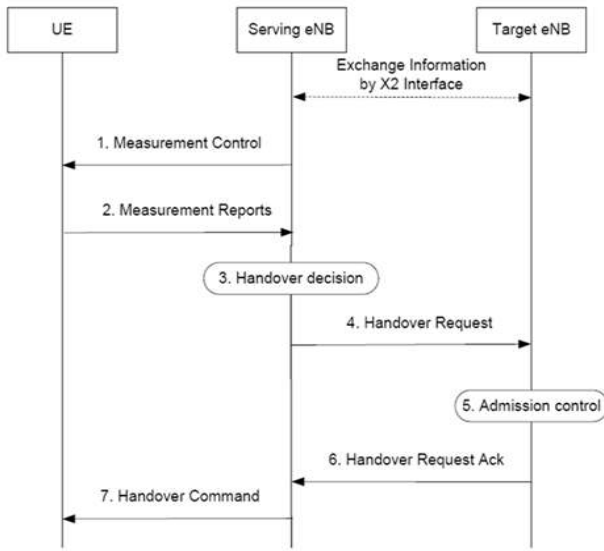 UE
Serving eNB
Target eNB
Exchange Information
by X2 Interface
1. Measurement Control
2. Measurement Reports
3. Handover decision
4. Handover Request
5. Admission control
6. Handover Request Ack
7. Handover Command